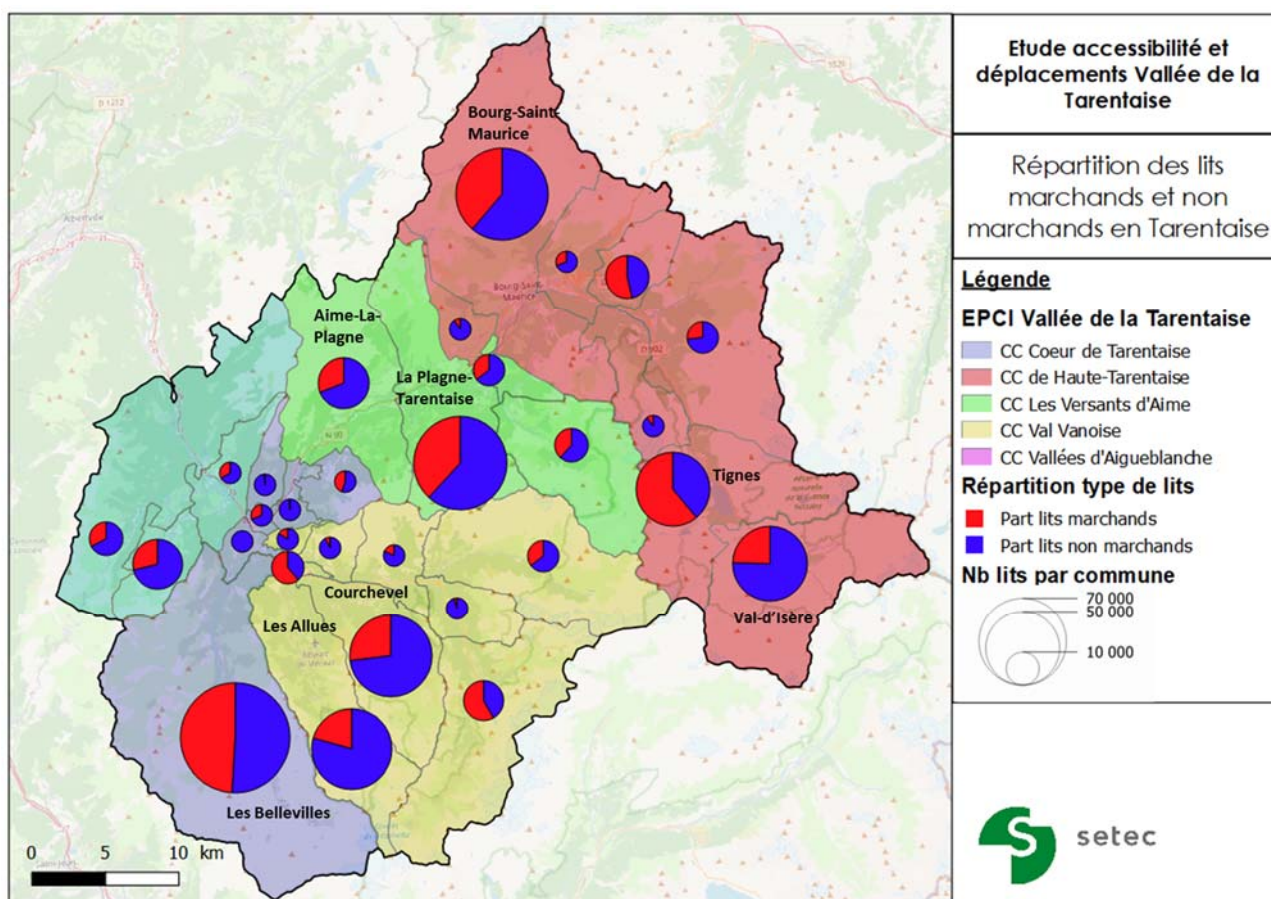 Bourg-Saint-
Maurice
Aime-La-
Plagne
La Plagne-
Tarentaise
Tignes
Val-d'Isère
Courchevel
Les Allues
Les Bellevilles
D 1212
N 90
D 902
0 5 10 km
Etude accessibilité et
déplacements Vallée de la
Tarentaise
Répartition des lits
marchands et non
marchands en Tarentaise
Légende
EPCI Vallée de la Tarentaise
CC Coeur de Tarentaise
CC de Haute-Tarentaise
CC Les Versants d'Aime
CC Val Vanoise
CC Vallées d'Aigueblanche
Répartition type de lits
Part lits marchands
Part lits non marchands
Nb lits par commune
70 000
50 000
10 000
S setec